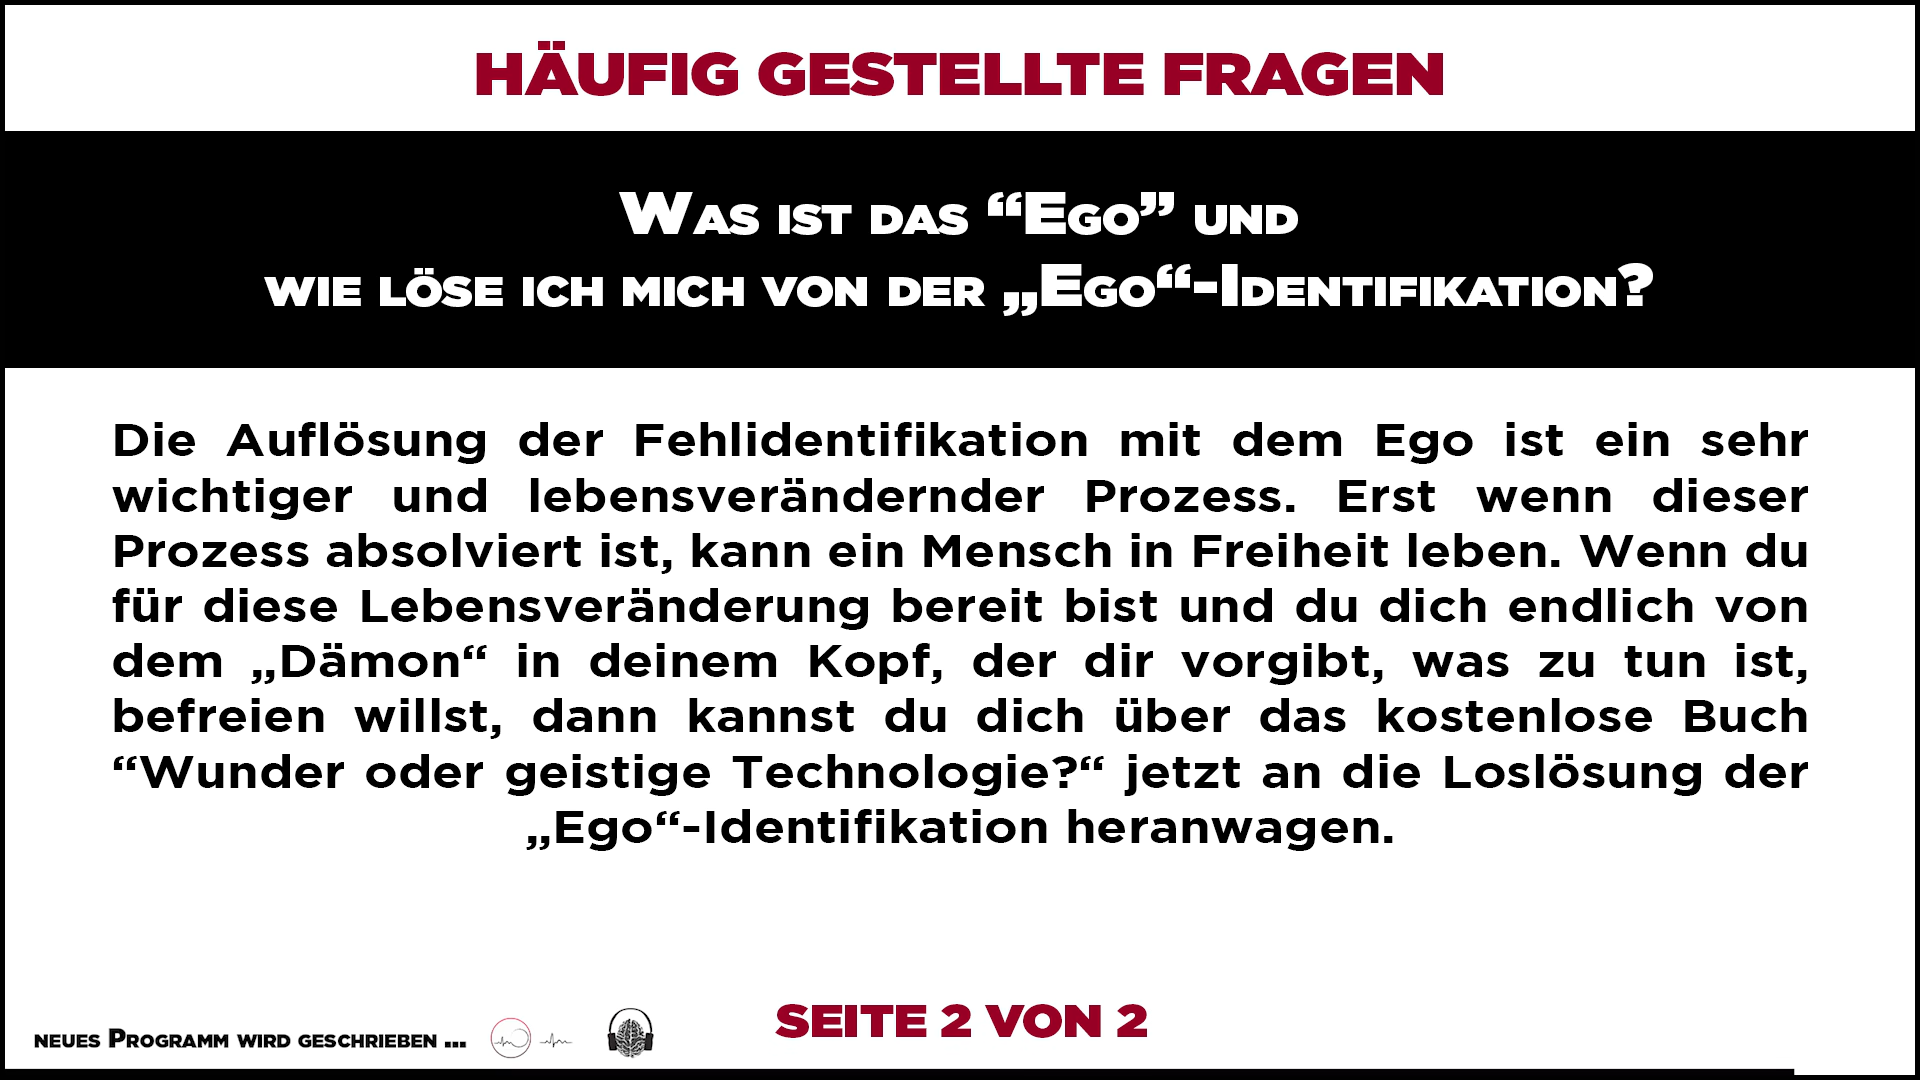 HÄUFIG GESTELLTE FRAGEN
Was ist das “Ego” und
wie löse ich mich von der „Ego“-Identifikation?
Die Auflösung der Fehlidentifikation mit dem Ego ist ein sehr
wichtiger und lebensverändernder Prozess. Erst wenn dieser
Prozess absolviert ist, kann ein Mensch in Freiheit leben. Wenn du
für diese Lebensveränderung bereit bist und du dich endlich von
dem „Dämon“ in deinem Kopf, der dir vorgibt, was zu tun ist,
befreien willst, dann kannst du dich über das kostenlose Buch
“Wunder oder geistige Technologie?“ jetzt an die Loslösung der
„Ego“-Identifikation heranwagen.
SEITE 2 VON 2
neues Programm wird geschrieben ...